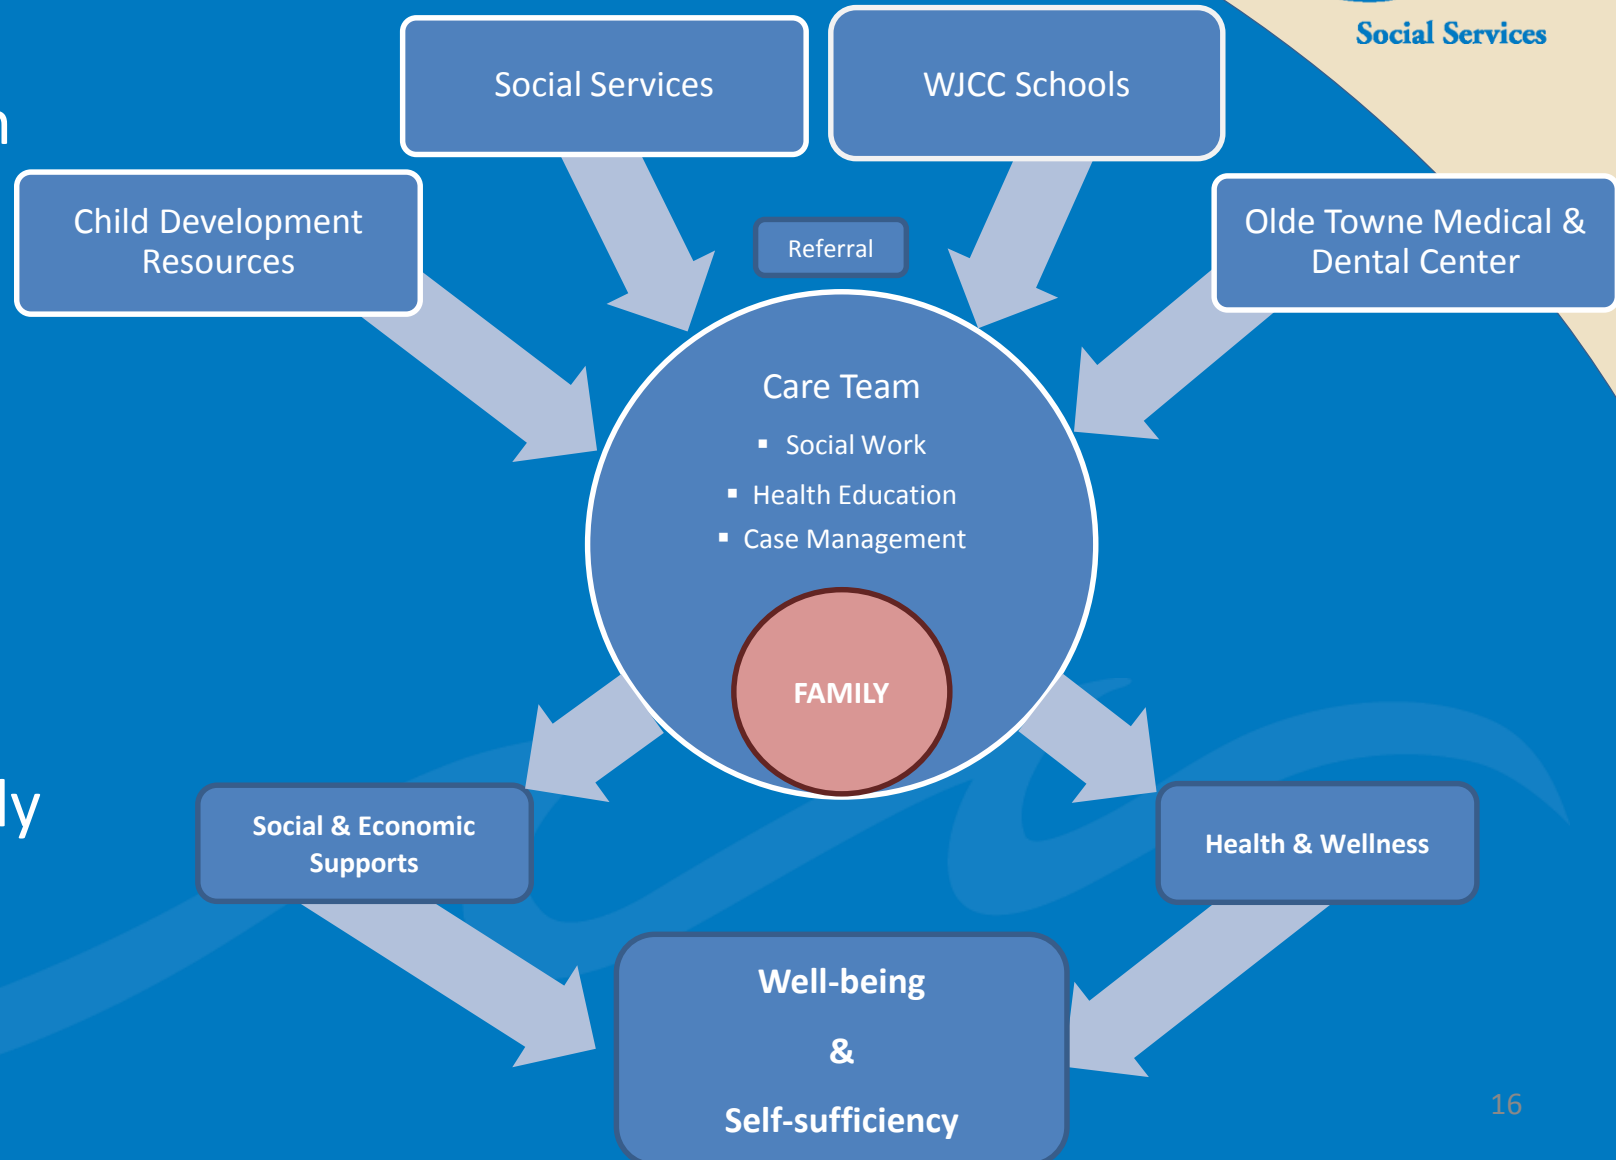 Social Services
Social Services
WJCC Schools
Child Development
Resources
Referral
Olde Towne Medical &
Dental Center
Care Team
▪ Social Work
▪ Health Education
▪ Case Management
FAMILY
Social & Economic
Supports
Health & Wellness
Well-being
&
Self-sufficiency
16